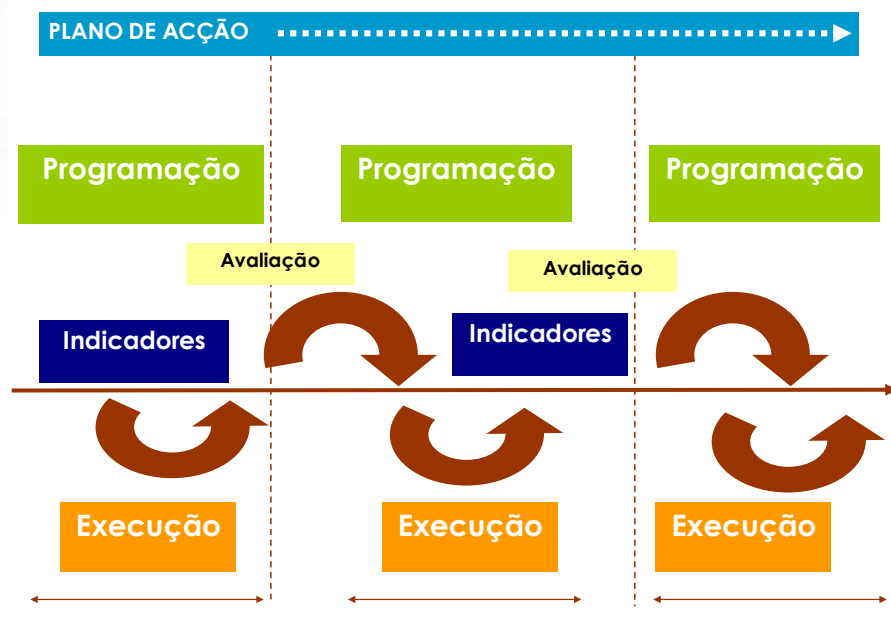 PLANO DE ACÇÃO
Programação
Programação
Programação
Avaliação
Avaliação
Indicadores
Indicadores
Execução
Execução
Execução